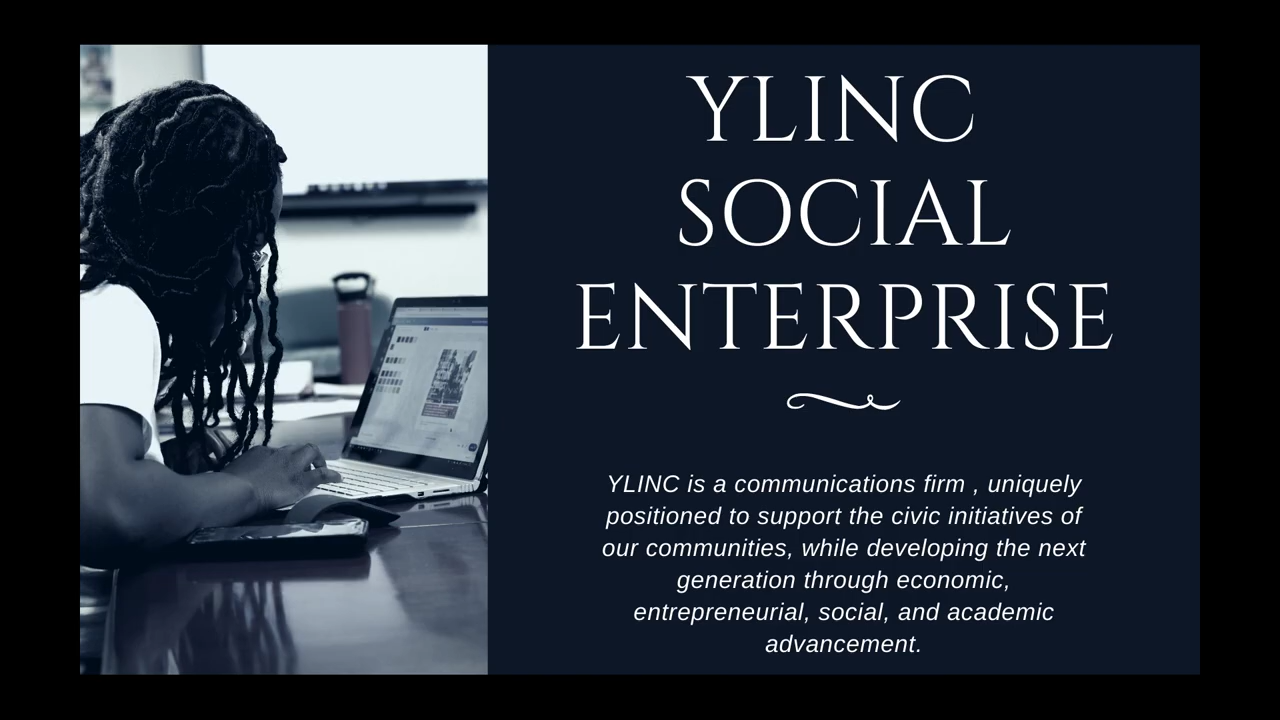 YLINC
SOCIAL
ENTERPRISE
YLINC is a communications firm , uniquely
positioned to support the civic initiatives of
our communities, while developing the next
generation through economic,
entrepreneurial, social, and academic
advancement.